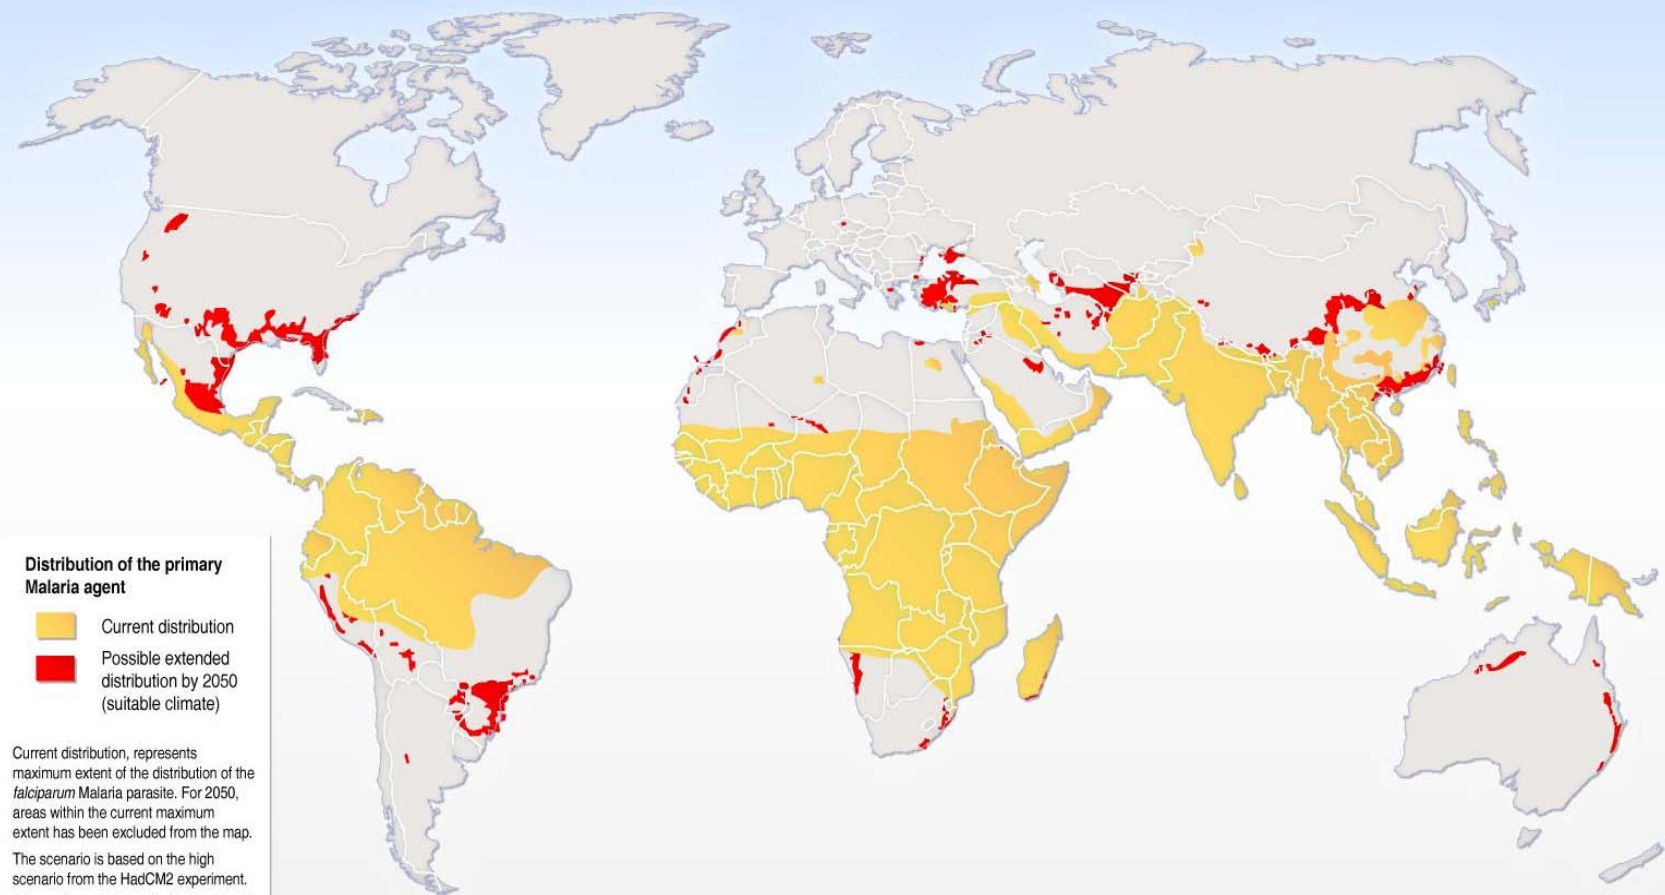 Distribution of the primary
Malaria agent
Current distribution
Possible extended
distribution by 2050
(suitable climate)
Current distribution, represents
maximum extent of the distribution of the
falciparum Malaria parasite. For 2050,
areas within the current maximum
extent has been excluded from the map.
The scenario is based on the high
scenario from the HadCM2 experiment.